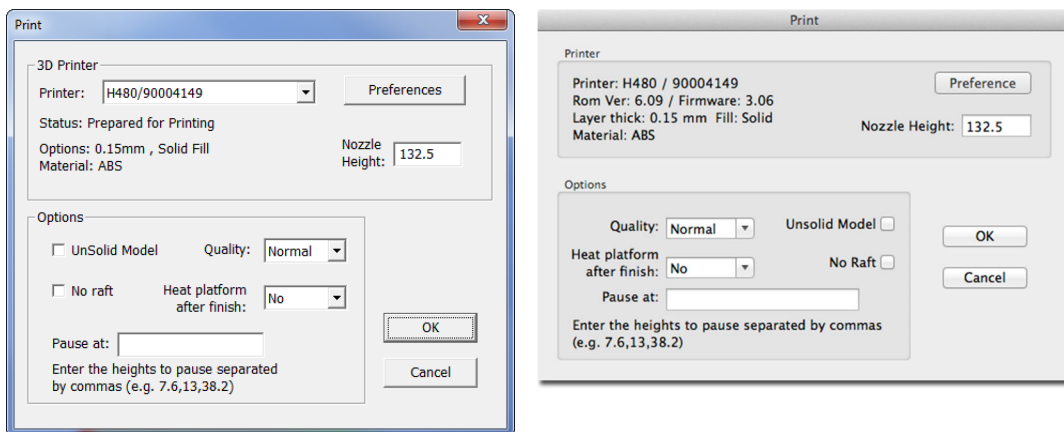 Print
3D Printer
Printer: H480/90004149
Preferences
Status: Prepared for Printing
Options: 0.15mm , Solid Fill
Material: ABS
Nozzle
Height: 132.5
Options
UnSolid Model
Quality: Normal
No raft
Heat platform
after finish: No
Pause at:
Enter the heights to pause separated
by commas (e.g. 7.6,13,38.2)
OK
Cancel
Print
Printer
Printer: H480 / 90004149
Rom Ver: 6.09 / Firmware: 3.06
Layer thick: 0.15 mm Fill: Solid
Material: ABS
Preference
Nozzle Height: 132.5
Options
Quality: Normal
Unsolid Model
Heat platform
after finish: No
No Raft
Pause at:
Enter the heights to pause separated by commas
(e.g. 7.6,13,38.2)
OK
Cancel